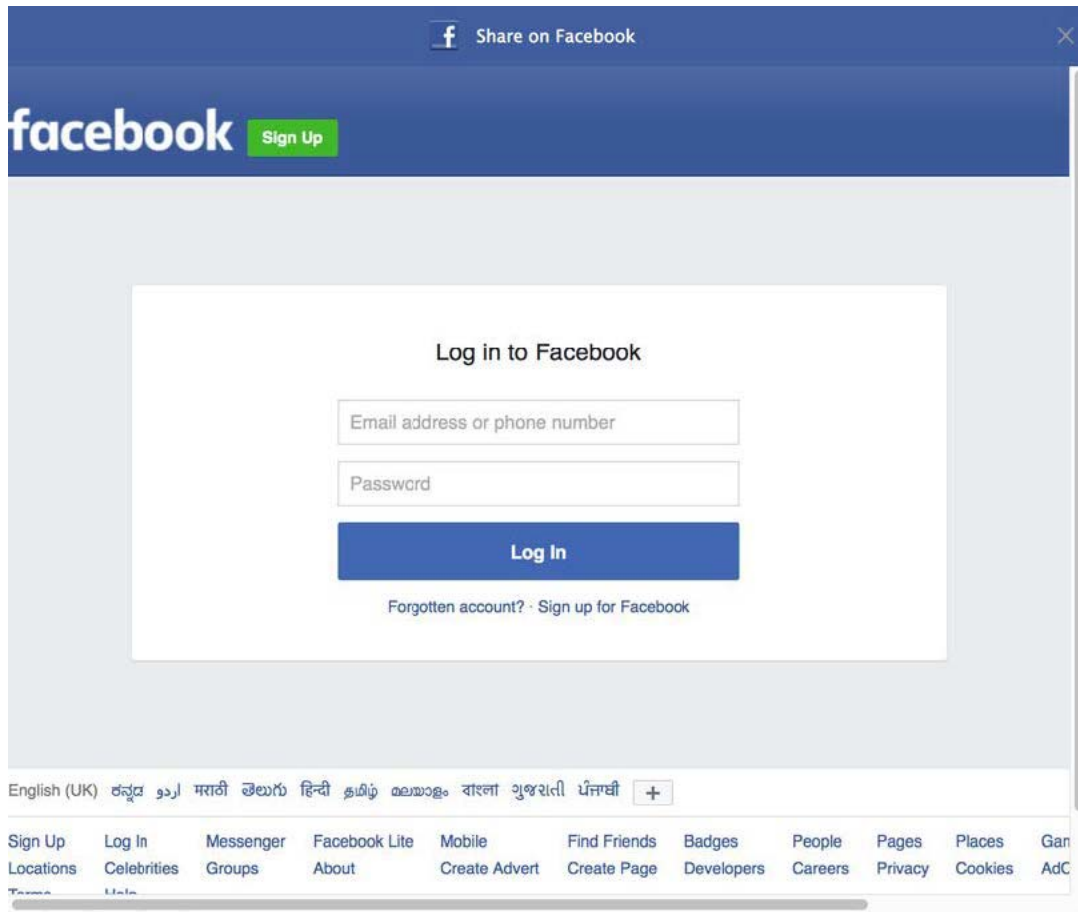 f Share on Facebook
facebook Sign Up
Log in to Facebook
Email address or phone number
Password
Log In
Forgotten account? · Sign up for Facebook
English (UK) ಕನ್ನಡ اردو मराठी తెలుగు हिन्दी தமிழ் മലയാളം বাংলা ગુજરાતી ਪੰਜਾਬੀ +
Sign Up Log In Messenger Facebook Lite Mobile Find Friends Badges People Pages Places
Locations Celebrities Groups About Create Advert Create Page Developers Careers Privacy Cookies
Terms Help